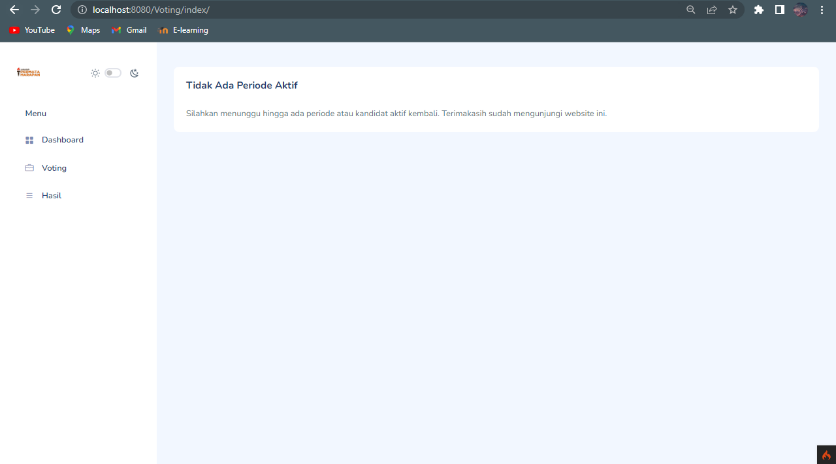 localhost:8080/Voting/index/
YouTube Maps Gmail E-learning
Menu
Dashboard
Voting
Hasil
Tidak Ada Periode Aktif
Silahkan menunggu hingga ada periode atau kandidat aktif kembali. Terimakasih sudah mengunjungi website ini.